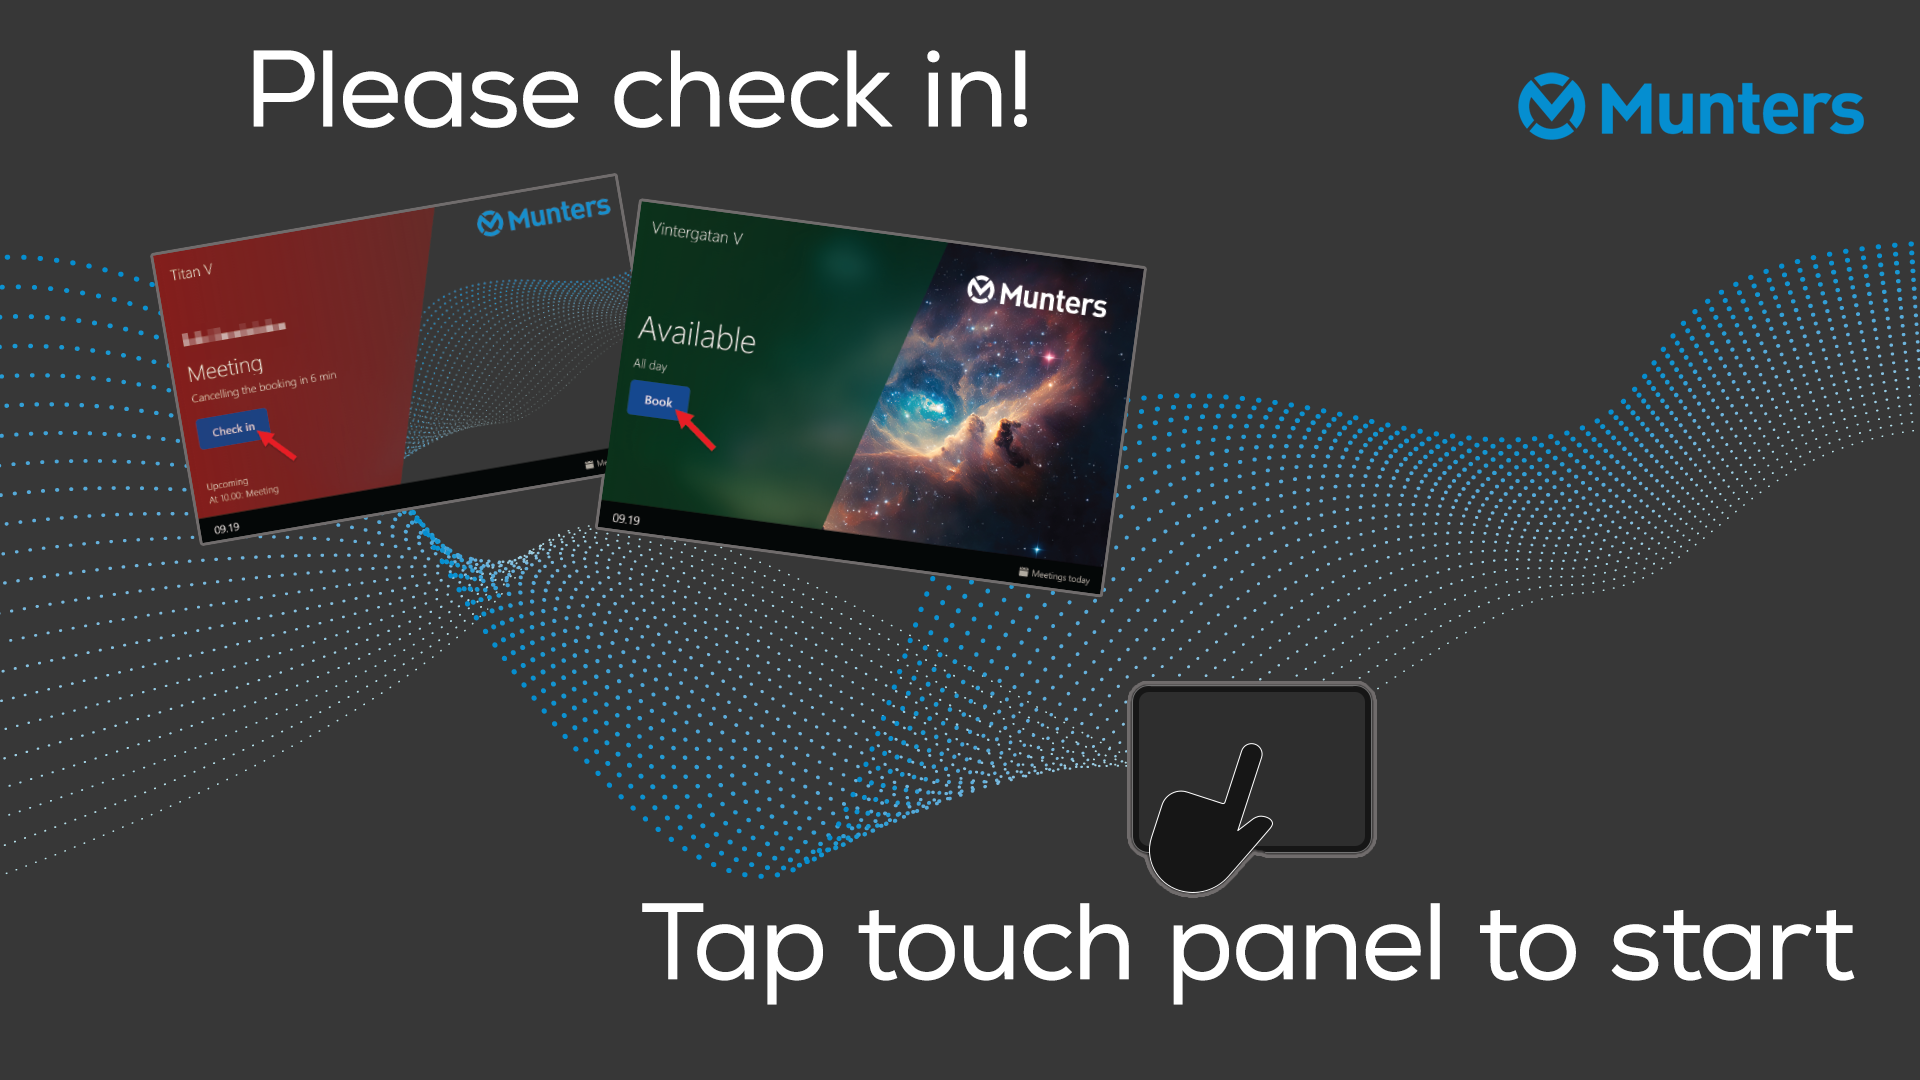 Please check in!
Munters
Titan V
Munters
Meeting
Cancelling the booking in 6 min
Check in
Upcoming
At 10.00: Meeting
09.19
Vintergatan V
Munters
Available
All day
Book
09.19
Meetings today
Tap touch panel to start